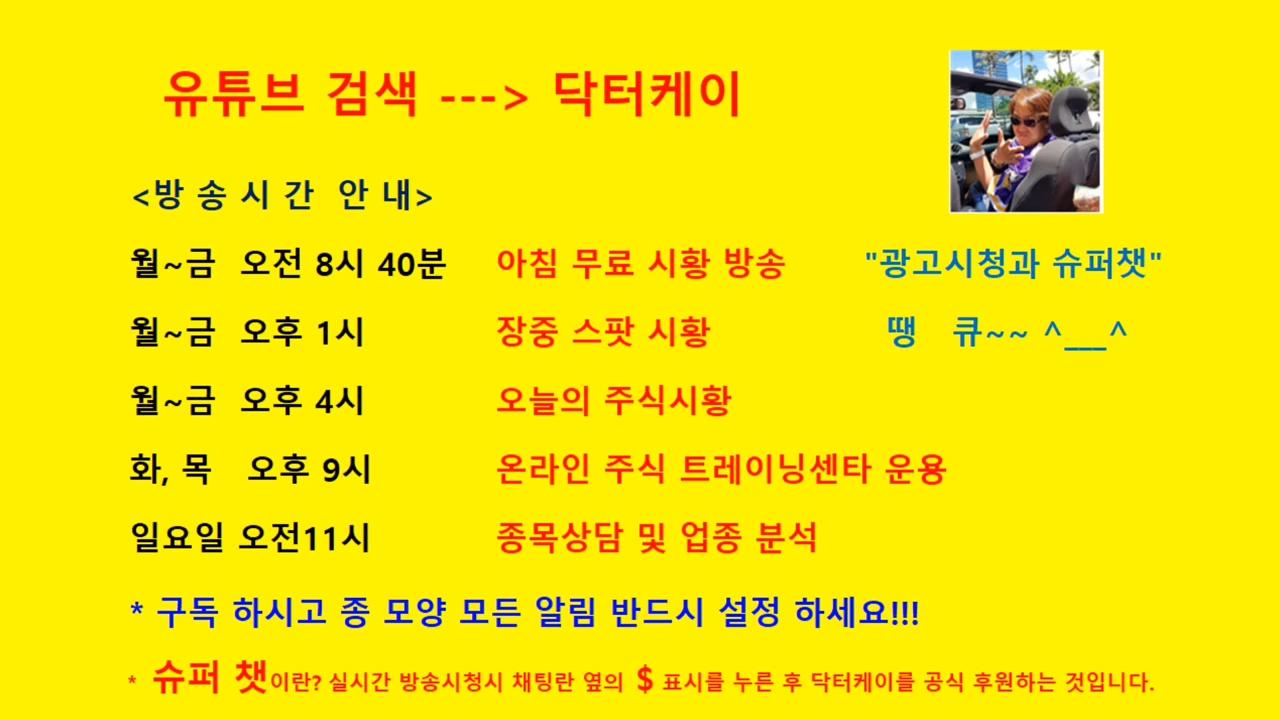 유튜브 검색 ---> 닥터케이
<방 송 시 간 안 내>
월~금 오전 8시 40분 아침 무료 시황 방송 "광고시청과 슈퍼챗"
월~금 오후 1시 장중 스팟 시황 땡 큐~~ ^___^
월~금 오후 4시 오늘의 주식시황
화, 목 오후 9시 온라인 주식 트레이닝센타 운용
일요일 오전11시 종목상담 및 업종 분석
* 구독 하시고 종 모양 모든 알림 반드시 설정 하세요!!!
* 슈퍼 챗이란? 실시간 방송시청시 채팅란 옆의 $ 표시를 누른 후 닥터케이를 공식 후원하는 것입니다.